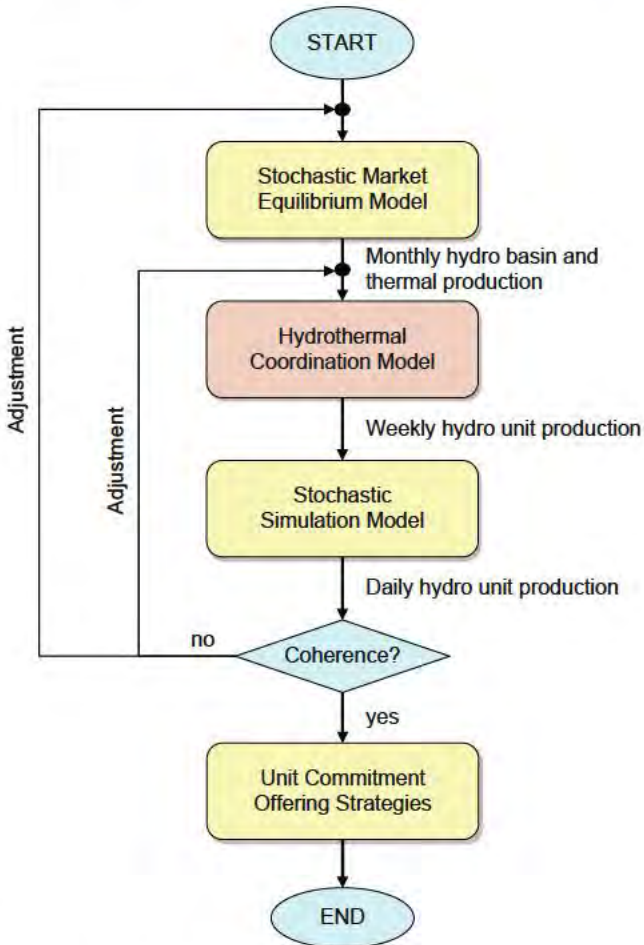 START
Stochastic Market
Equilibrium Model
Monthly hydro basin and
thermal production
Hydrothermal
Coordination Model
Adjustment
Adjustment
Weekly hydro unit production
Stochastic
Simulation Model
Daily hydro unit production
no
Coherence?
yes
Unit Commitment
Offering Strategies
END